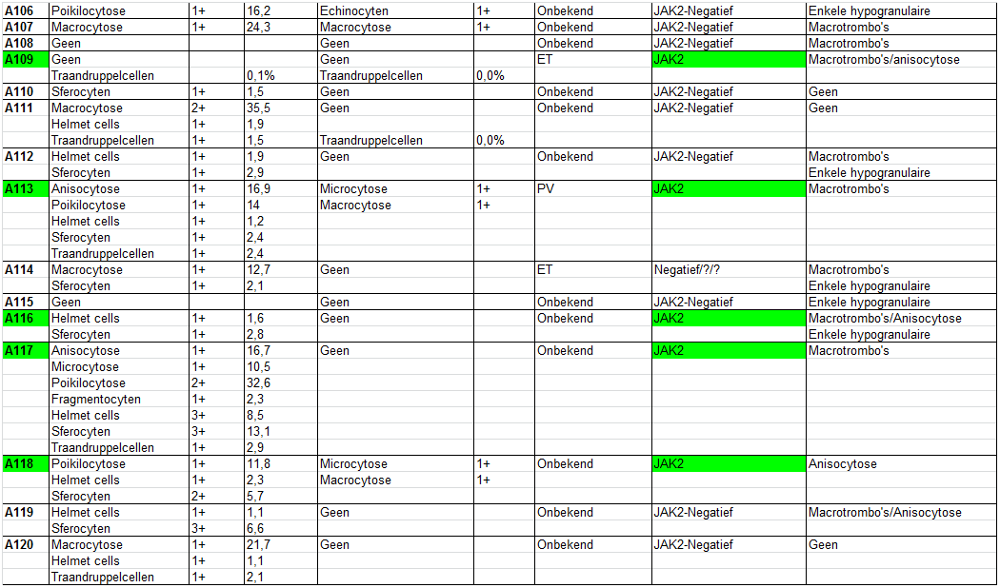 A106 Poikilocytose 1+ 16,2 Echinocyten 1+ Onbekend JAK2-Negatief Enkele hypogranulaire
A107 Macrocytose 1+ 24,3 Macrocytose 1+ Onbekend JAK2-Negatief Macrotrombo's
A108 Geen Geen Onbekend JAK2-Negatief Macrotrombo's
A109 Geen Geen ET JAK2 Macrotrombo's/anisocytose
Traandruppelcellen 0,1% Traandruppelcellen 0,0%
A110 Sferocyten 1+ 1,5 Geen Onbekend JAK2-Negatief Geen
A111 Macrocytose 2+ 35,5 Geen Onbekend JAK2-Negatief Geen
Helmet cells 1+ 1,9
Traandruppelcellen 1+ 1,5 Traandruppelcellen 0,0%
A112 Helmet cells 1+ 1,9 Geen Onbekend JAK2-Negatief Macrotrombo's
Sferocyten 1+ 2,9 Enkele hypogranulaire
A113 Anisocytose 1+ 16,9 Microcytose 1+ PV JAK2 Macrotrombo's
Poikilocytose 1+ 14 Macrocytose 1+
Helmet cells 1+ 1,2
Sferocyten 1+ 2,4
Traandruppelcellen 1+ 2,4
A114 Macrocytose 1+ 12,7 Geen ET Negatief/?/? Macrotrombo's
Sferocyten 1+ 2,1 Enkele hypogranulaire
A115 Geen Geen Onbekend JAK2-Negatief Enkele hypogranulaire
A116 Helmet cells 1+ 1,6 Geen Onbekend JAK2 Macrotrombo's/Anisocytose
Sferocyten 1+ 2,8 Enkele hypogranulaire
A117 Anisocytose 1+ 16,7 Geen Onbekend JAK2 Macrotrombo's
Microcytose 1+ 10,5
Poikilocytose 2+ 32,6
Fragmentocyten 1+ 2,3
Helmet cells 3+ 8,5
Sferocyten 3+ 13,1
Traandruppelcellen 1+ 2,9
A118 Poikilocytose 1+ 11,8 Microcytose 1+ Onbekend JAK2 Anisocytose
Helmet cells 1+ 2,3 Macrocytose 1+
Sferocyten 2+ 5,7
A119 Helmet cells 1+ 1,1 Geen Onbekend JAK2-Negatief Macrotrombo's/Anisocytose
Sferocyten 3+ 6,6
A120 Macrocytose 1+ 21,7 Geen Onbekend JAK2-Negatief Geen
Helmet cells 1+ 1,1
Traandruppelcellen 1+ 2,1